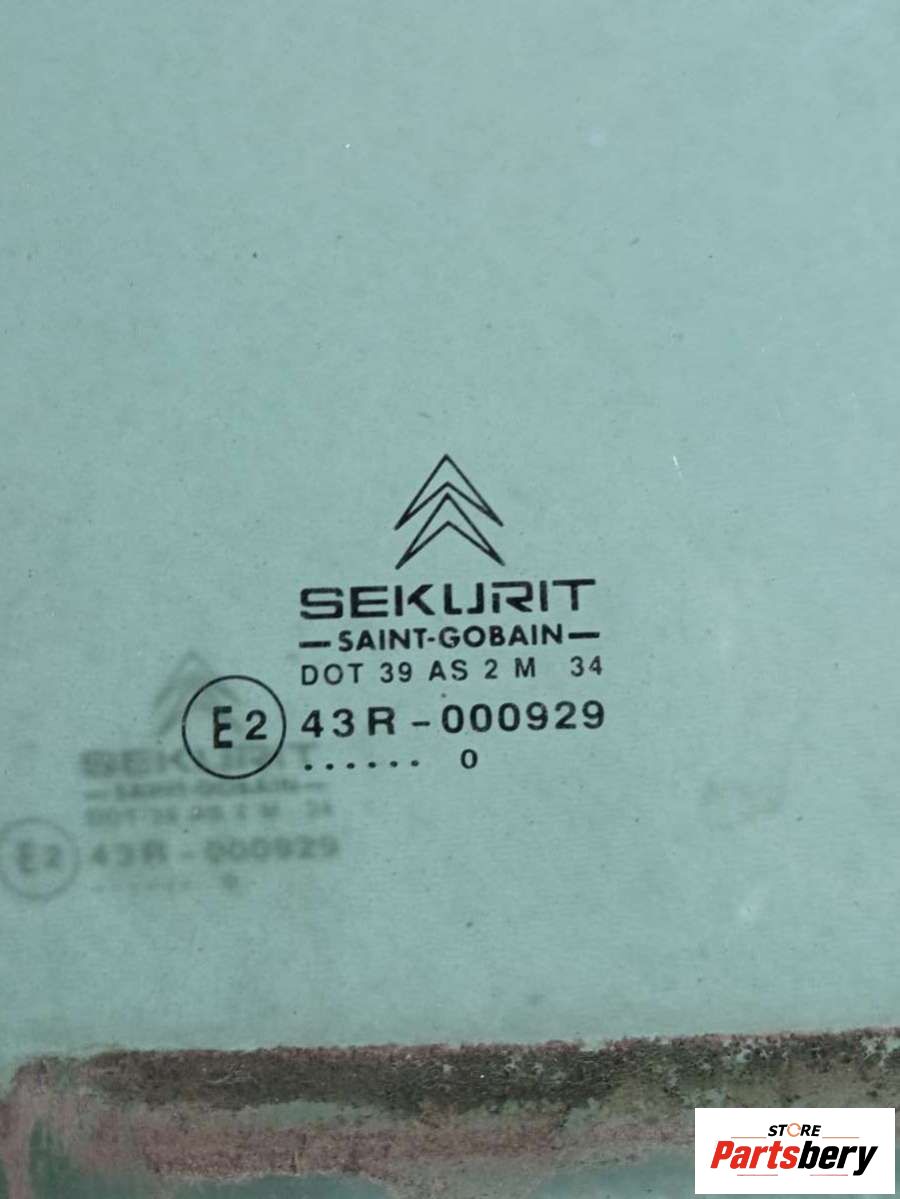 SEKURIT
SAINT-GOBAIN
DOT 39 AS 2 M 34
E2 43R-000929
...... 0
STORE
Partsbery